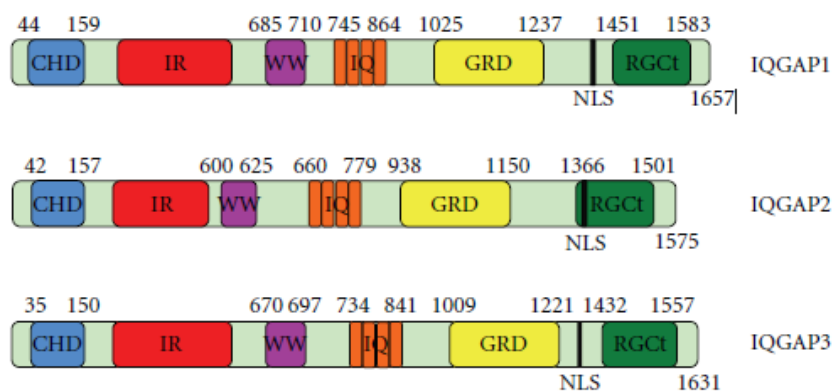 44 159 685 710 745 864 1025 1237 1451 1583
CHD IR WW IQ GRD RGCt IQGAP1
NLS 1657
42 157 600 625 660 779 938 1150 1366 1501
CHD IR WW IQ GRD RGCt IQGAP2
NLS 1575
35 150 670 697 734 841 1009 1221 1432 1557
CHD IR WW IQ GRD RGCt IQGAP3
NLS 1631